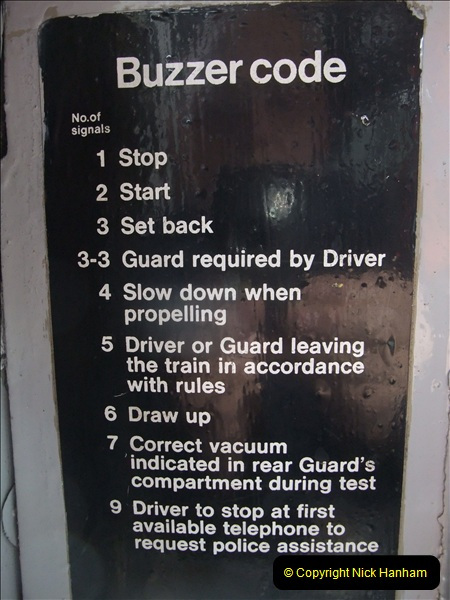 Buzzer code
No.of
signals
1 Stop
2 Start
3 Set back
3-3 Guard required by Driver
4 Slow down when
propelling
5 Driver or Guard leaving
the train in accordance
with rules
6 Draw up
7 Correct vacuum
indicated in rear Guard's
compartment during test
9 Driver to stop at first
available telephone to
request police assistance
© Copyright Nick Hanham